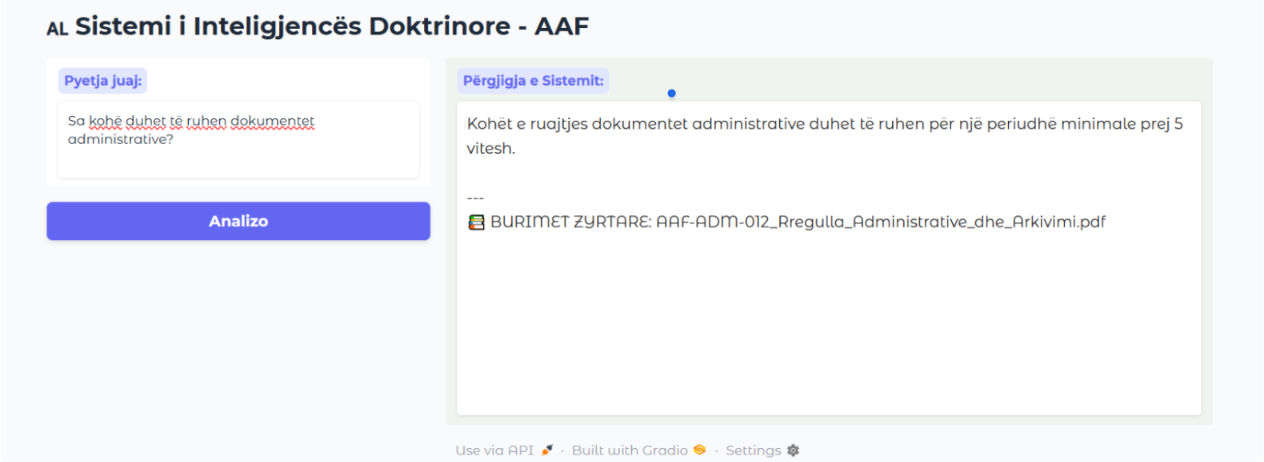 AL Sistemi i Inteligjencës Doktrinore - AAF
Pyetja juaj:
Sa kohë duhet të ruhen dokumentet
administrative?
Analizo
Përgjigja e Sistemit:
Kohët e ruajtjes dokumentet administrative duhet të ruhen për një periudhë minimale prej 5
vitesh.
---
📚 BURIMET ZYRTARE: AAF-ADM-012_Rregulla_Administrative_dhe_Arkivimi.pdf
Use via API 🚀 · Built with Gradio · Settings ⚙️